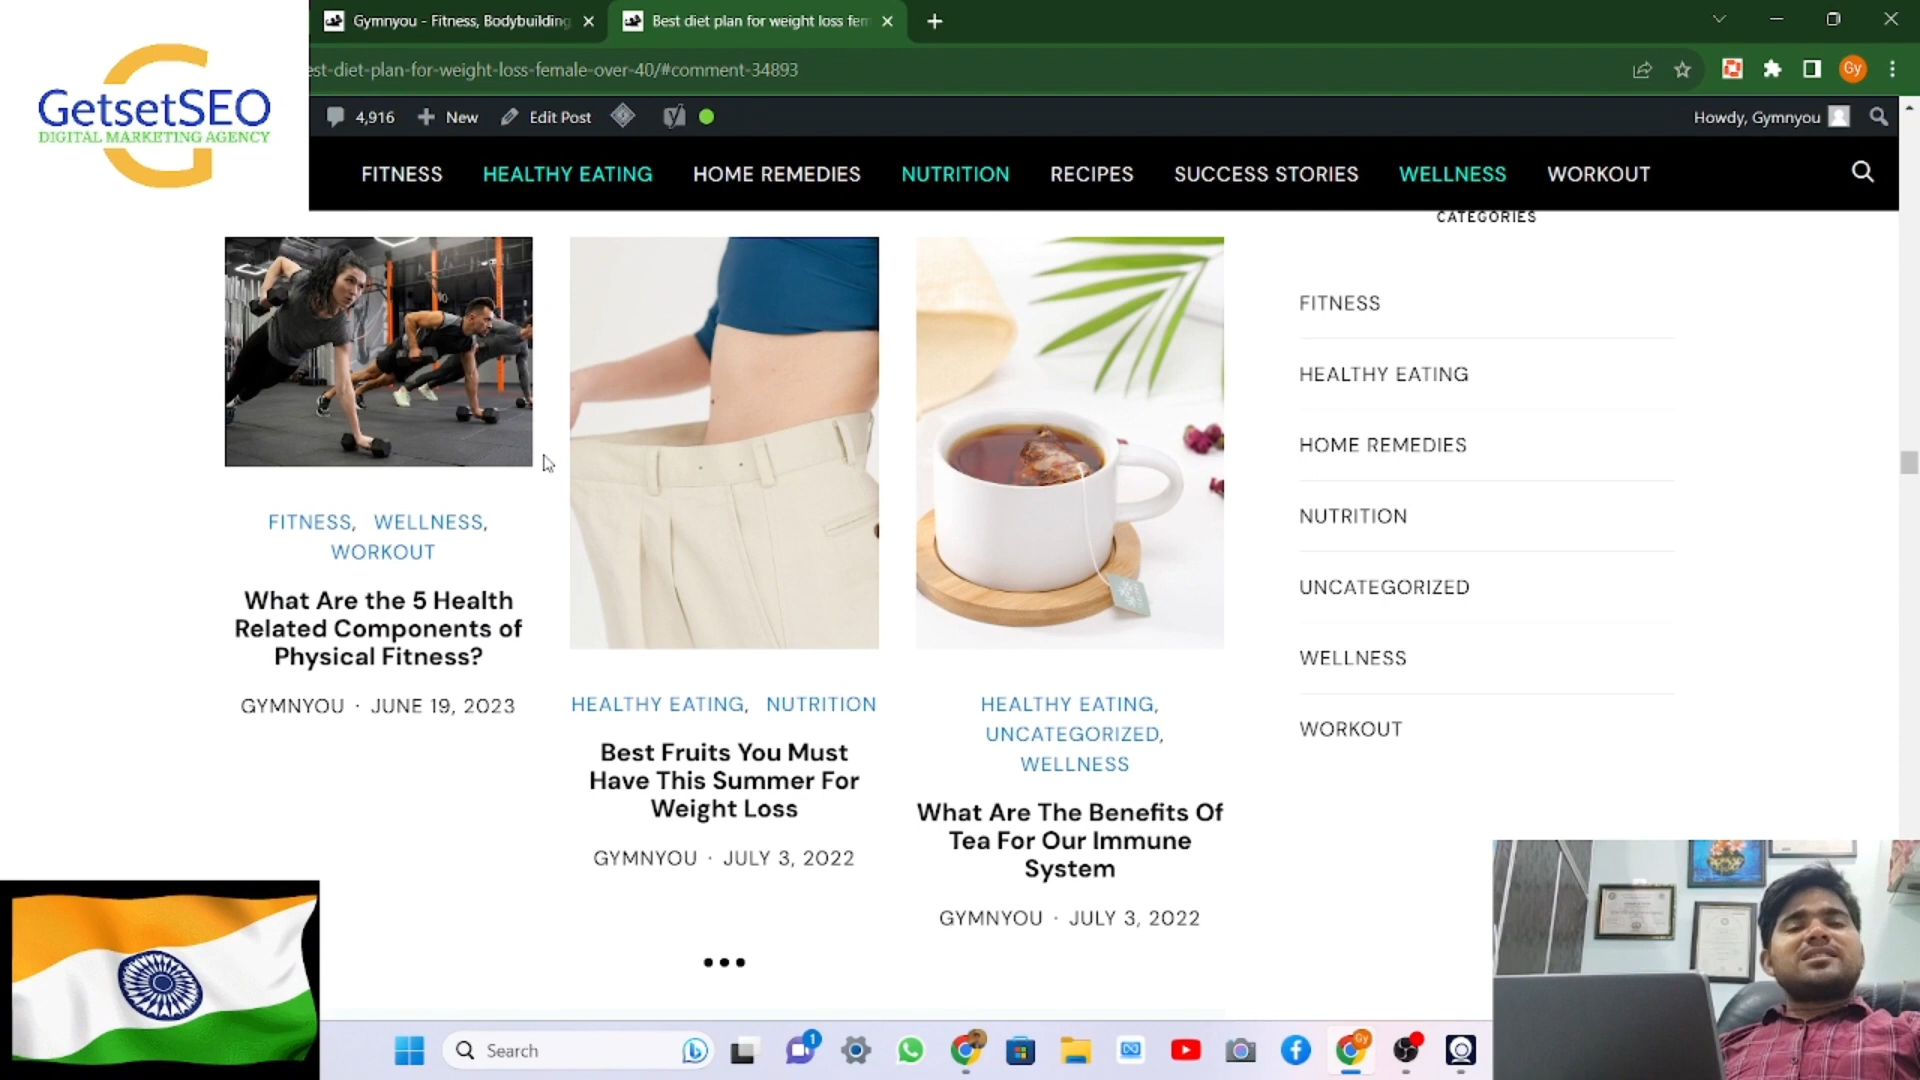 Gymnyou - Fitness, Bodybuilding
Best diet plan for weight loss fem
GetsetSEO
DIGITAL MARKETING AGENCY
est-diet-plan-for-weight-loss-female-over-40/#comment-34893
Gy
4,916
New
Edit Post
Howdy, Gymnyou
FITNESS
HEALTHY EATING
HOME REMEDIES
NUTRITION
RECIPES
SUCCESS STORIES
WELLNESS
WORKOUT
FITNESS, WELLNESS,
WORKOUT
What Are the 5 Health
Related Components of
Physical Fitness?
GYMNYOU · JUNE 19, 2023
HEALTHY EATING, NUTRITION
Best Fruits You Must
Have This Summer For
Weight Loss
GYMNYOU · JULY 3, 2022
HEALTHY EATING,
UNCATEGORIZED,
WELLNESS
What Are The Benefits Of
Tea For Our Immune
System
GYMNYOU · JULY 3, 2022
CATEGORIES
FITNESS
HEALTHY EATING
HOME REMEDIES
NUTRITION
UNCATEGORIZED
WELLNESS
WORKOUT
Search
1
Gy